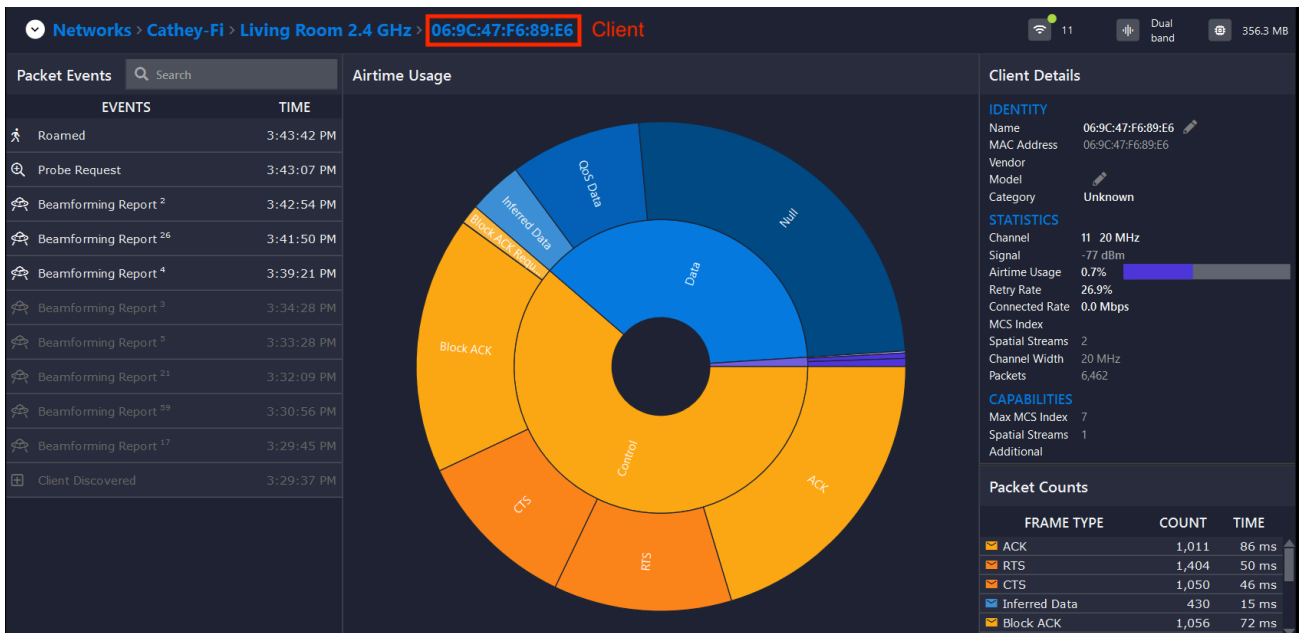 Networks > Cathey-Fi > Living Room 2.4 GHz > 06:9C:47:F6:89:E6 Client
11 Dual band 356.3 MB
Packet Events Search
EVENTS TIME
Roamed 3:43:42 PM
Probe Request 3:43:07 PM
Beamforming Report 2 3:42:54 PM
Beamforming Report 26 3:41:50 PM
Beamforming Report 4 3:39:21 PM
Beamforming Report 3 3:34:28 PM
Beamforming Report 5 3:33:28 PM
Beamforming Report 21 3:32:09 PM
Beamforming Report 59 3:30:56 PM
Beamforming Report 17 3:29:45 PM
Client Discovered 3:29:37 PM
Airtime Usage
QoS Data
Inferred Data
Block ACK Requ...
Null
Data
Block ACK
Control
CTS
RTS
ACK
Client Details
IDENTITY
Name 06:9C:47:F6:89:E6
MAC Address 06:9C:47:F6:89:E6
Vendor
Model
Category Unknown
STATISTICS
Channel 11 20 MHz
Signal -77 dBm
Airtime Usage 0.7%
Retry Rate 26.9%
Connected Rate 0.0 Mbps
MCS Index
Spatial Streams 2
Channel Width 20 MHz
Packets 6,462
CAPABILITIES
Max MCS Index 7
Spatial Streams 1
Additional
Packet Counts
FRAME TYPE COUNT TIME
ACK 1,011 86 ms
RTS 1,404 50 ms
CTS 1,050 46 ms
Inferred Data 430 15 ms
Block ACK 1,056 72 ms